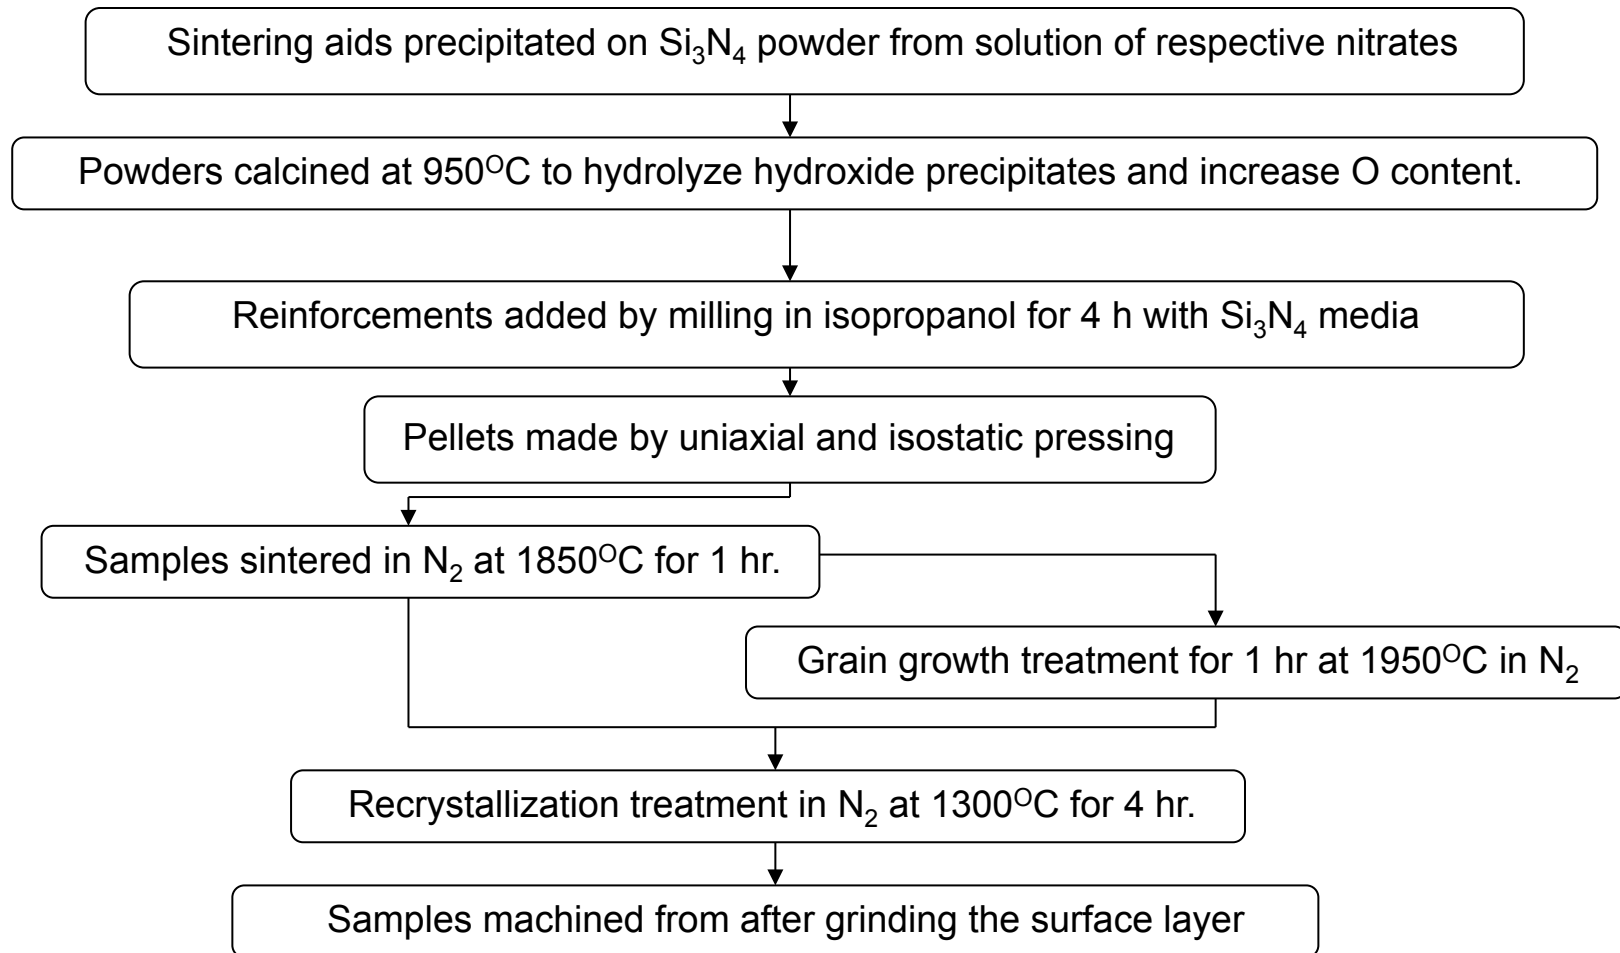 Sintering aids precipitated on Si₃N₄ powder from solution of respective nitrates
Powders calcined at 950ᴼC to hydrolyze hydroxide precipitates and increase O content.
Reinforcements added by milling in isopropanol for 4 h with Si₃N₄ media
Pellets made by uniaxial and isostatic pressing
Samples sintered in N₂ at 1850ᴼC for 1 hr.
Grain growth treatment for 1 hr at 1950ᴼC in N₂
Recrystallization treatment in N₂ at 1300ᴼC for 4 hr.
Samples machined from after grinding the surface layer